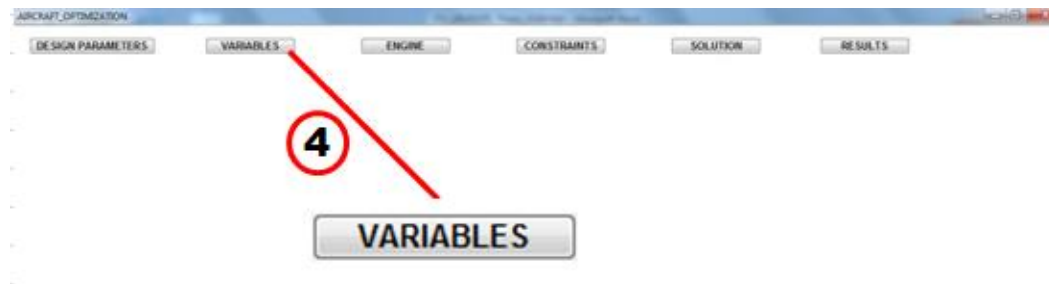 AIRCRAFT_OPTIMIZATION
DESIGN PARAMETERS VARIABLES ENGINE CONSTRAINTS SOLUTION RESULTS
4
VARIABLES